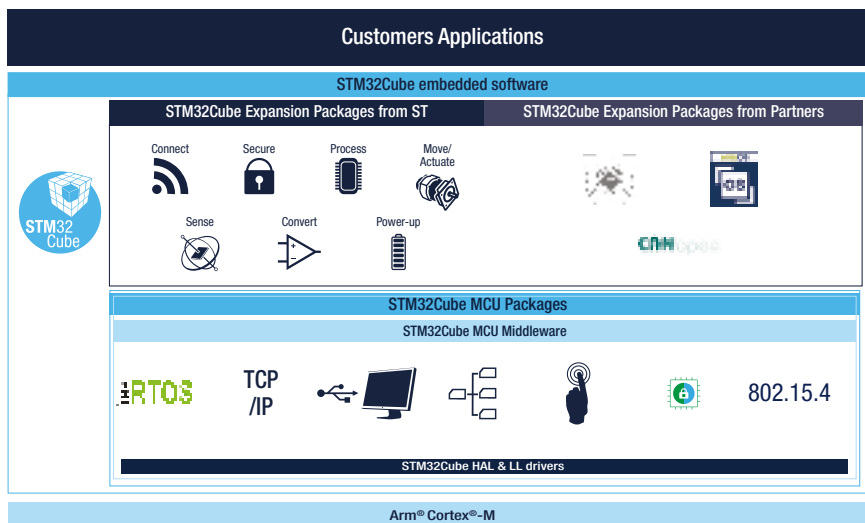 Customers Applications
STM32Cube embedded software
STM32Cube Expansion Packages from ST
STM32Cube Expansion Packages from Partners
Connect
Secure
Process
Move/
Actuate
STM32
Cube
Sense
Convert
Power-up
STM32Cube MCU Packages
STM32Cube MCU Middleware
RTOS
TCP
/IP
802.15.4
STM32Cube HAL & LL drivers
Arm® Cortex®-M